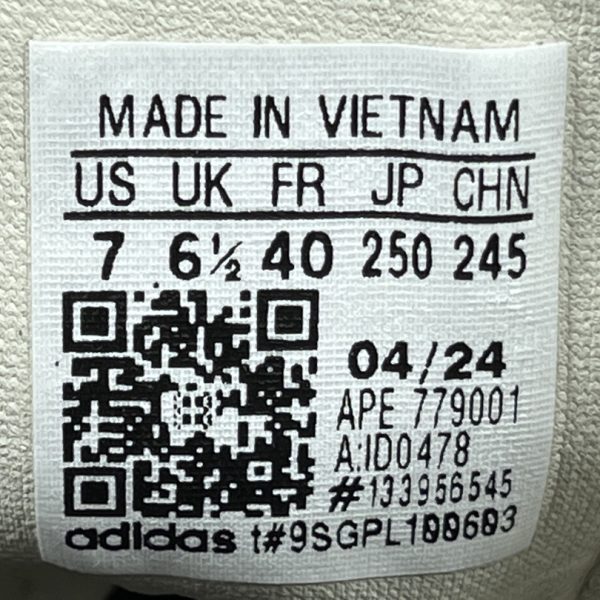 MADE IN VIETNAM
US UK FR JP CHN
7 6½ 40 250 245
04/24
APE 779001
A:ID0478
#133956545
adidas t#9SGPL100603